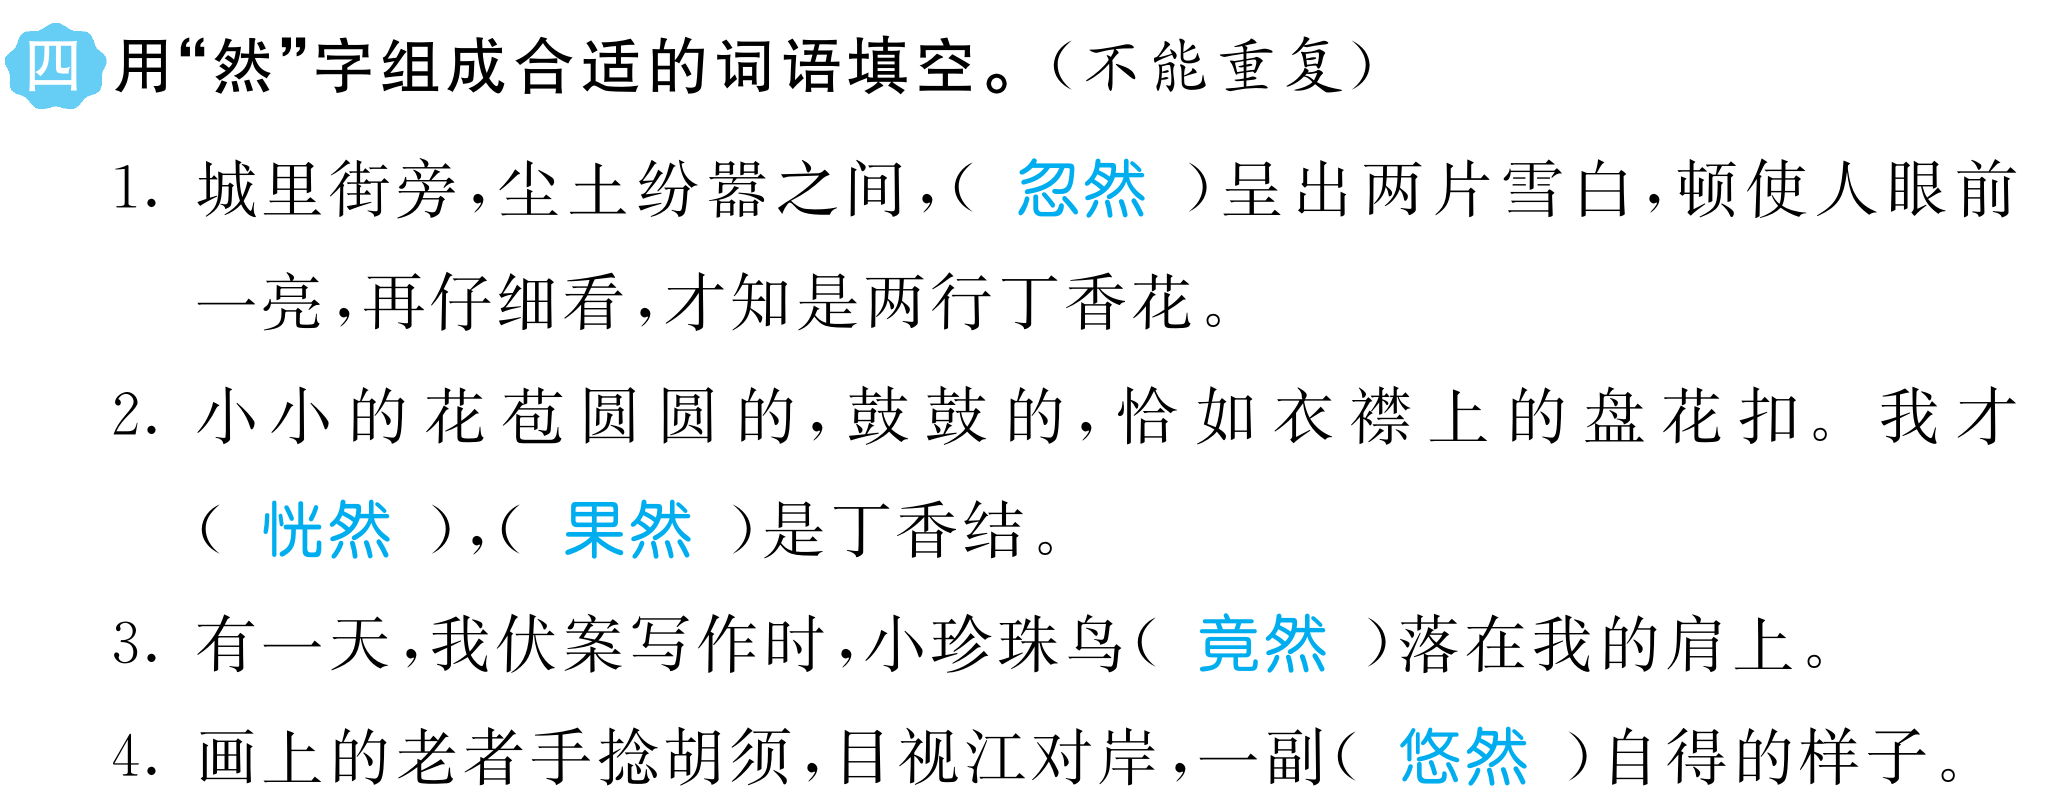 四 用“然”字组成合适的词语填空。（不能重复）
1. 城里街旁，尘土纷嚣之间，（ 忽然 ）呈出两片雪白，顿使人眼前
一亮，再仔细看，才知是两行丁香花。
2. 小小的花苞圆圆的，鼓鼓的，恰如衣襟上的盘花扣。我才
（ 恍然 ），（ 果然 ）是丁香结。
3. 有一天，我伏案写作时，小珍珠鸟（ 竟然 ）落在我的肩上。
4. 画上的老者手捻胡须，目视江对岸，一副（ 悠然 ）自得的样子。